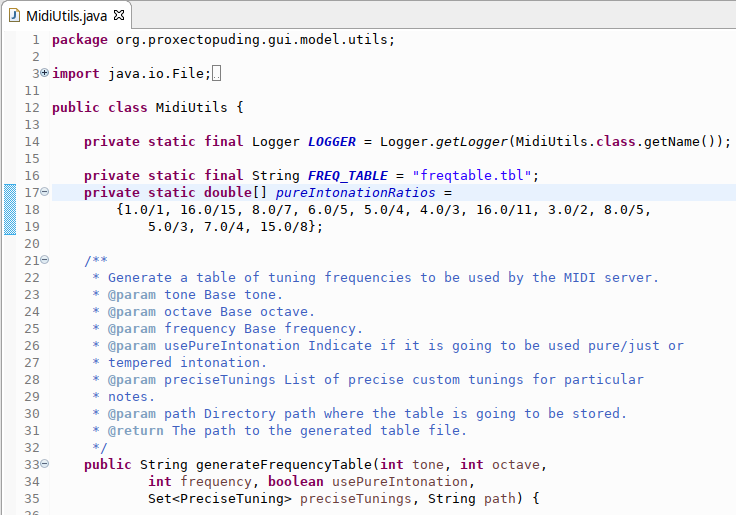 MidiUtils.java
1 package org.proxectopuding.gui.model.utils;
2
3 import java.io.File;
11
12 public class MidiUtils {
13
14     private static final Logger LOGGER = Logger.getLogger(MidiUtils.class.getName());
15
16     private static final String FREQ_TABLE = "freqtable.tbl";
17     private static double[] pureIntonationRatios =
18         {1.0/1, 16.0/15, 8.0/7, 6.0/5, 5.0/4, 4.0/3, 16.0/11, 3.0/2, 8.0/5,
19             5.0/3, 7.0/4, 15.0/8};
20
21     /**
22      * Generate a table of tuning frequencies to be used by the MIDI server.
23      * @param tone Base tone.
24      * @param octave Base octave.
25      * @param frequency Base frequency.
26      * @param usePureIntonation Indicate if it is going to be used pure/just or
27      * tempered intonation.
28      * @param preciseTunings List of precise custom tunings for particular
29      * notes.
30      * @param path Directory path where the table is going to be stored.
31      * @return The path to the generated table file.
32      */
33     public String generateFrequencyTable(int tone, int octave,
34             int frequency, boolean usePureIntonation,
35             Set<PreciseTuning> preciseTunings, String path) {